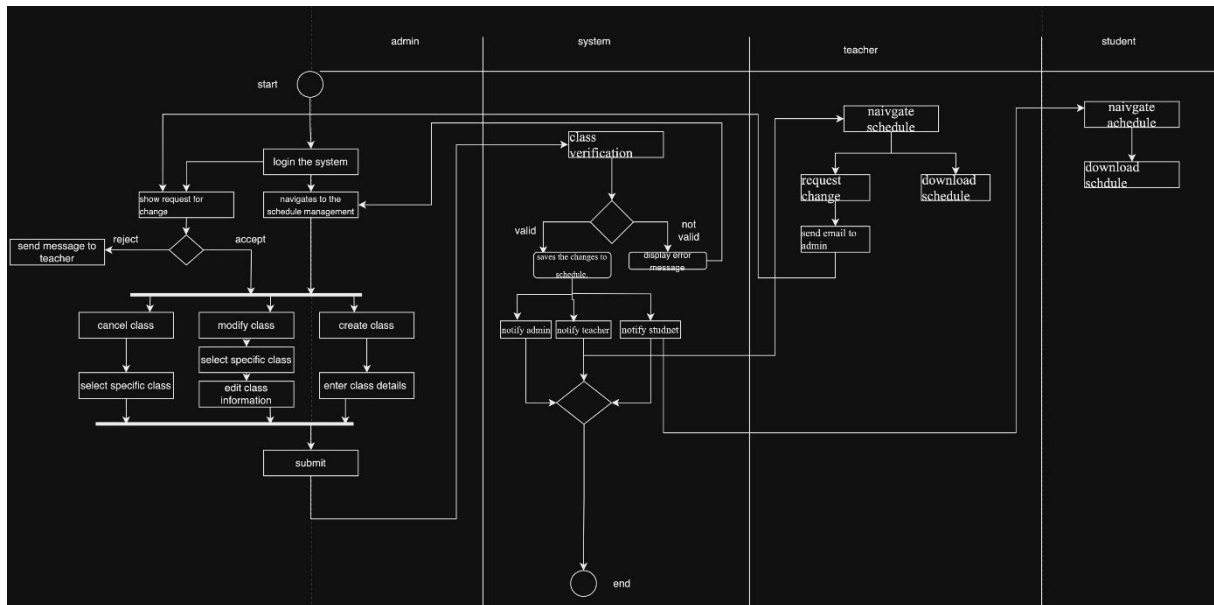 admin
system
teacher
student
start
login the system
show request for
change
navigates to the
schedule management
reject
accept
send message to
teacher
cancel class
modify class
create class
select specific class
select specific class
edit class
information
enter class details
submit
class
verification
valid
not
valid
saves the changes to
schedule
display error
message
notify admin
notify teacher
notify studnet
end
naivgate
schedule
request
change
download
schedule
send email to
admin
naivgate
achedule
download
schdule